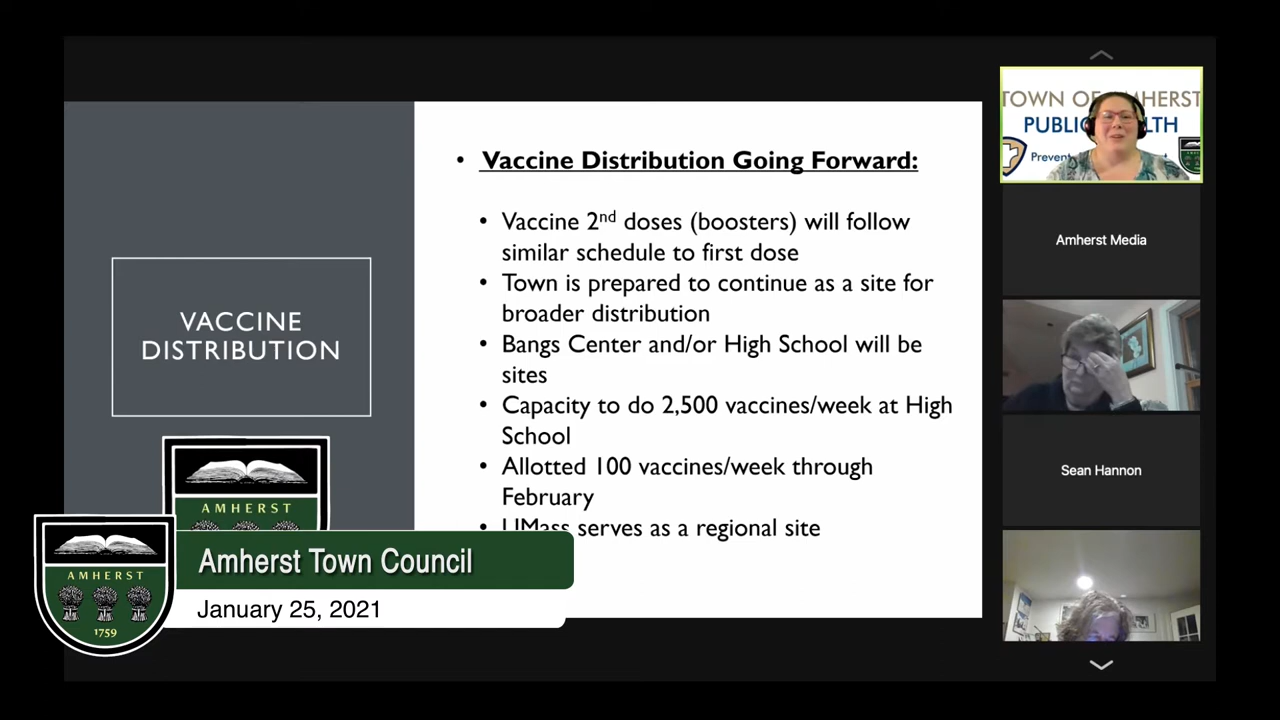 TOWN OF AMHERST
PUBLIC HEALTH
Prevent
• Vaccine Distribution Going Forward:
• Vaccine 2nd doses (boosters) will follow
similar schedule to first dose
• Town is prepared to continue as a site for
broader distribution
• Bangs Center and/or High School will be
sites
• Capacity to do 2,500 vaccines/week at High
School
• Allotted 100 vaccines/week through
February
• UMass serves as a regional site
VACCINE
DISTRIBUTION
AMHERST
Amherst Media
Sean Hannon
AMHERST
1759
Amherst Town Council
January 25, 2021